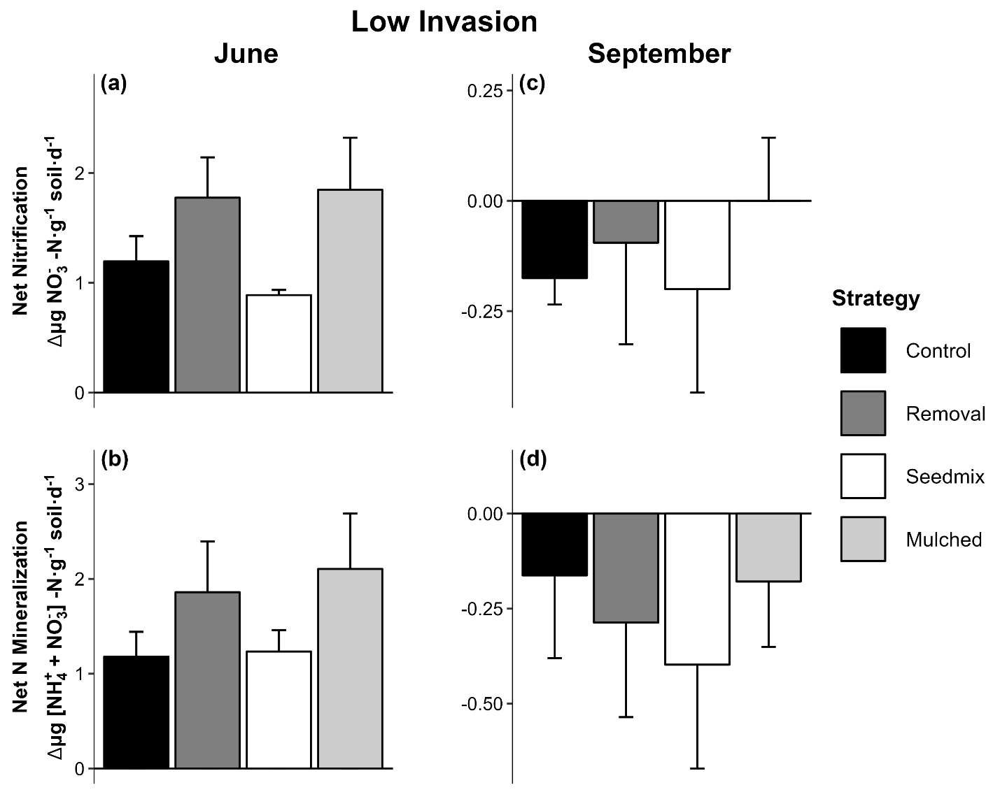 Low Invasion
June
September
(a)
Net Nitrification
Δµg NO₃⁻ -N·g⁻¹ soil·d⁻¹
2
1
0
(c)
0.25
0.00
-0.25
(b)
Net N Mineralization
Δµg [NH₄⁺ + NO₃⁻] -N·g⁻¹ soil·d⁻¹
3
2
1
0
(d)
0.00
-0.25
-0.50
Strategy
Control
Removal
Seedmix
Mulched